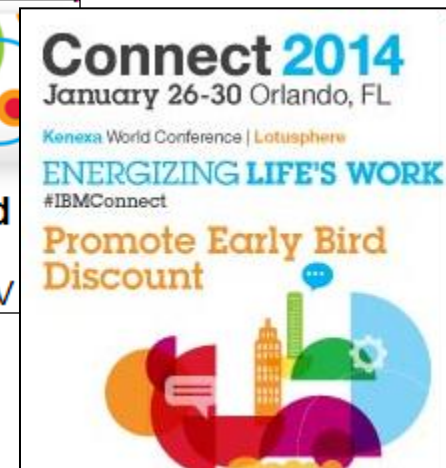 Connect 2014
January 26-30 Orlando, FL
Kenexa World Conference | Lotusphere
ENERGIZING LIFE'S WORK
#IBMConnect
Promote Early Bird
Discount